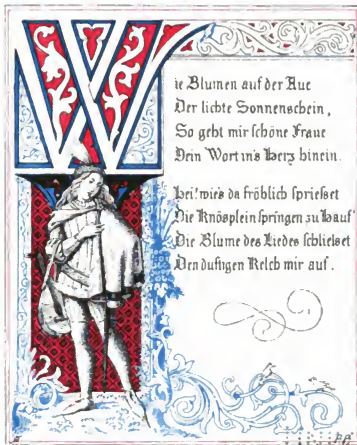 Wie Blumen auf der Aue
Der lichte Sonnenschein,
So geht mir schöne Fraue
Dein Wort in's Herz hinein.
Hei! wie's da fröhlich sprießet
Die Knösplein springen zu Hauf
Die Blume des Liedes schließet
Den duftigen Kelch mir auf.